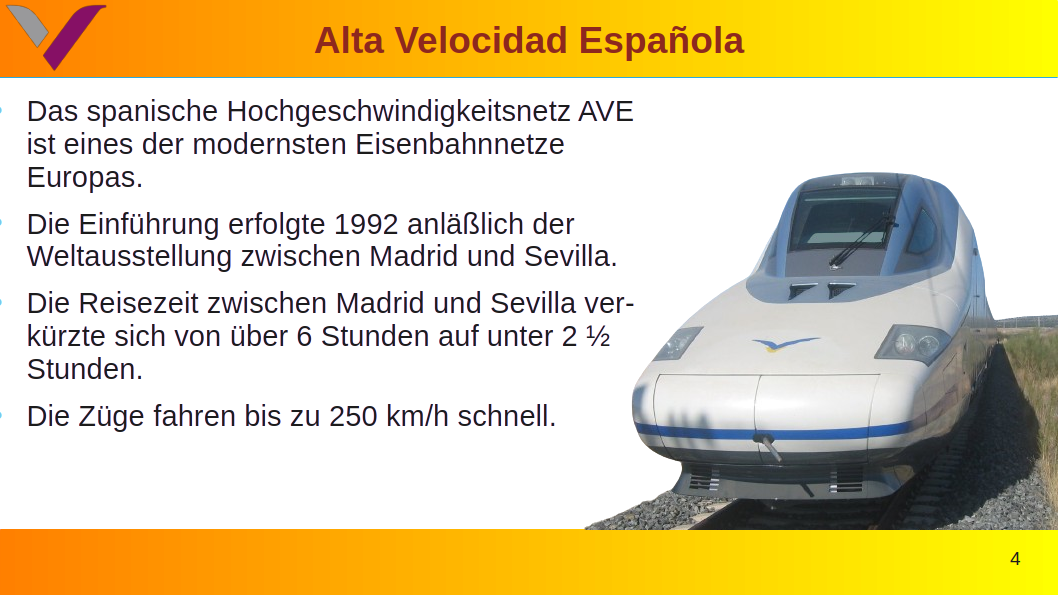 Alta Velocidad Española
Das spanische Hochgeschwindigkeitsnetz AVE
ist eines der modernsten Eisenbahnnetze
Europas.
Die Einführung erfolgte 1992 anläßlich der
Weltausstellung zwischen Madrid und Sevilla.
Die Reisezeit zwischen Madrid und Sevilla ver-
kürzte sich von über 6 Stunden auf unter 2 ½
Stunden.
Die Züge fahren bis zu 250 km/h schnell.
4